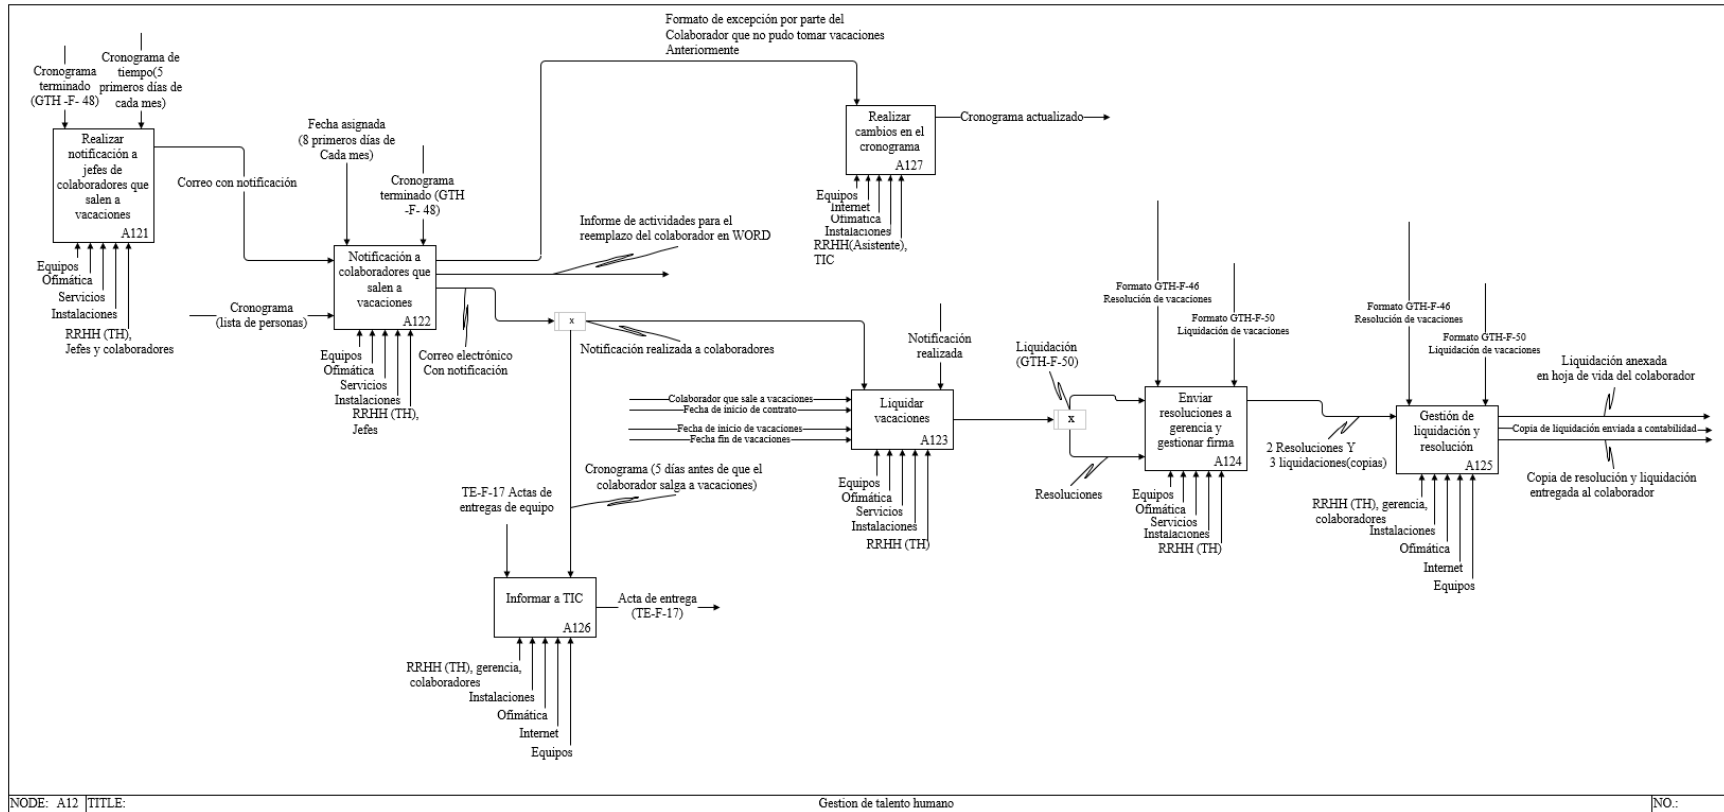 Formato de excepción por parte del
Colaborador que no pudo tomar vacaciones
Anteriormente
Cronograma
terminado
(GTH -F- 48)
Cronograma de
tiempo(5
primeros días de
cada mes)
Realizar
notificación a
jefes de
colaboradores que
salen a
vacaciones
A121
Correo con notificación
Equipos
Ofimática
Servicios
Instalaciones
RRHH (TH),
Jefes y colaboradores
Fecha asignada
(8 primeros días de
Cada mes)
Cronograma
terminado (GTH
-F- 48)
Notificación a
colaboradores que
salen a
vacaciones
A122
Cronograma
(lista de personas)
Equipos
Ofimática
Servicios
Instalaciones
RRHH (TH),
Jefes
Correo electrónico
Con notificación
Informe de actividades para el
reemplazo del colaborador en WORD
x
Notificación realizada a colaboradores
Realizar
cambios en el
cronograma
A127
Cronograma actualizado
Equipos
Internet
Ofimática
Instalaciones
RRHH(Asistente),
TIC
Notificación
realizada
Colaborador que sale a vacaciones
Fecha de inicio de contrato
Fecha de inicio de vacaciones
Fecha fin de vacaciones
Liquidar
vacaciones
A123
Equipos
Ofimática
Servicios
Instalaciones
RRHH (TH)
Liquidación
(GTH-F-50)
x
Resoluciones
Formato GTH-F-46
Resolución de vacaciones
Formato GTH-F-50
Liquidación de vacaciones
Enviar
resoluciones a
gerencia y
gestionar firma
A124
Equipos
Ofimática
Servicios
Instalaciones
RRHH (TH)
2 Resoluciones Y
3 liquidaciones(copias)
Formato GTH-F-46
Resolución de vacaciones
Formato GTH-F-50
Liquidación de vacaciones
Gestión de
liquidación y
resolución
A125
Liquidación anexada
en hoja de vida del colaborador
Copia de liquidación enviada a contabilidad
Copia de resolución y liquidación
entregada al colaborador
RRHH (TH), gerencia,
colaboradores
Instalaciones
Ofimática
Internet
Equipos
Cronograma (5 días antes de que el
colaborador salga a vacaciones)
TE-F-17 Actas de
entregas de equipo
Informar a TIC
A126
Acta de entrega
(TE-F-17)
RRHH (TH), gerencia,
colaboradores
Instalaciones
Ofimática
Internet
Equipos
NODE: A12 TITLE: Gestion de talento humano NO.: